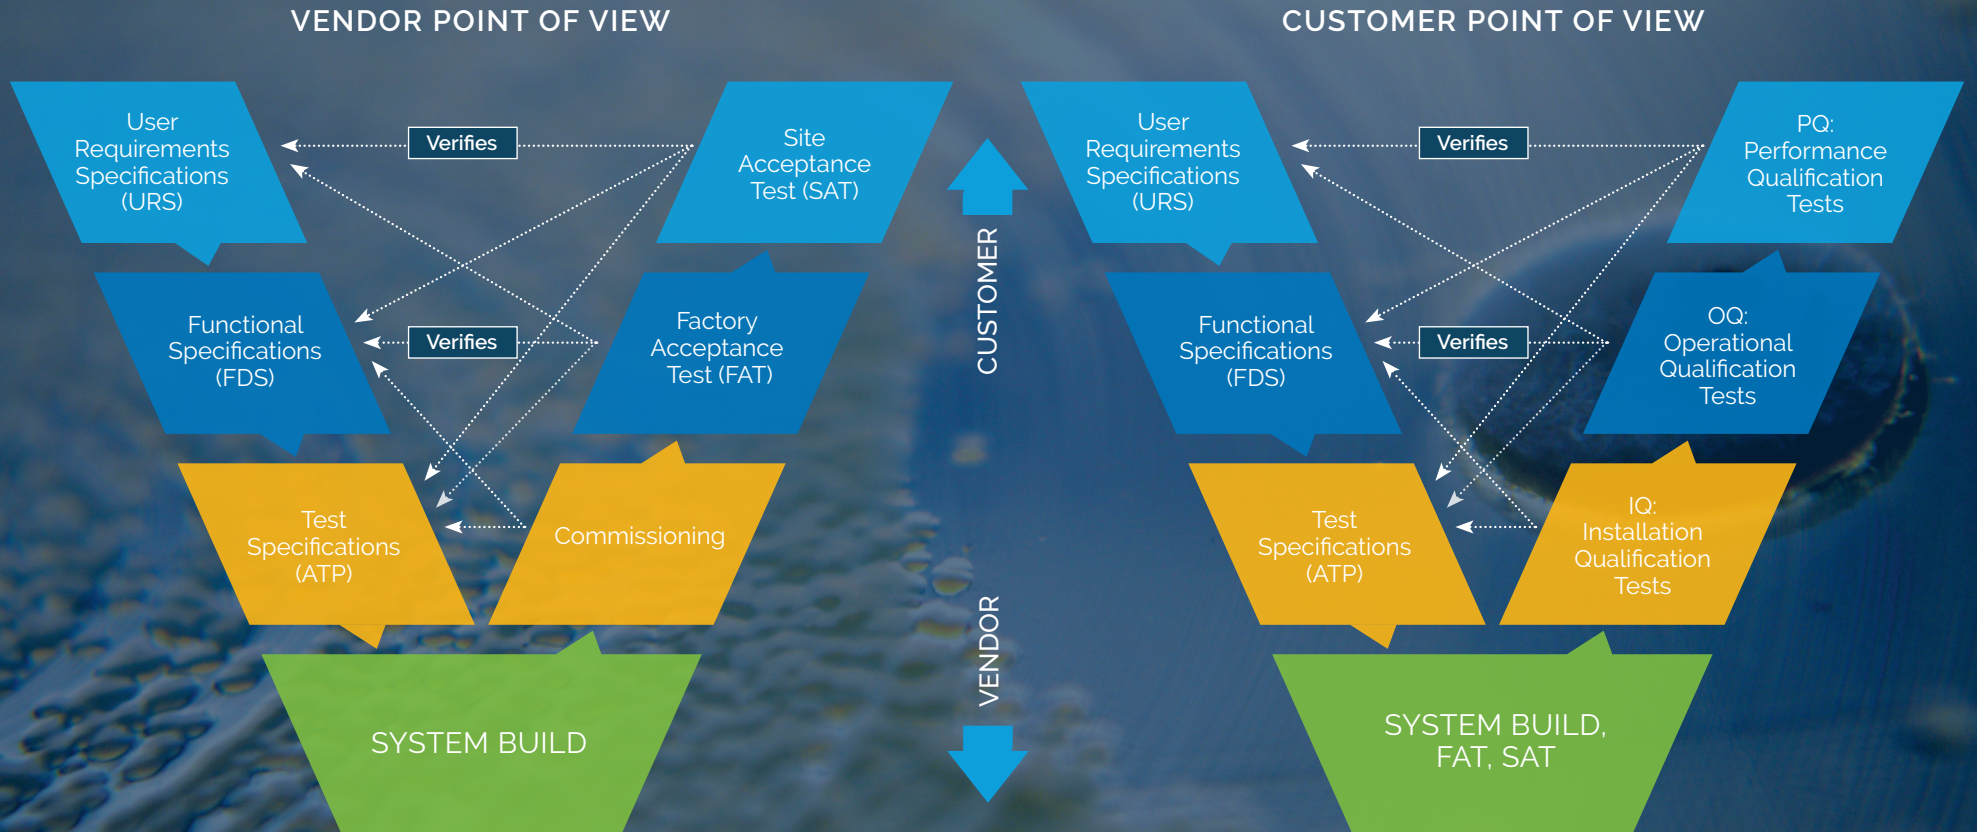 VENDOR POINT OF VIEW
User
Requirements
Specifications
(URS)
Verifies
Site
Acceptance
Test (SAT)
Functional
Specifications
(FDS)
Verifies
Factory
Acceptance
Test (FAT)
Test
Specifications
(ATP)
Commissioning
SYSTEM BUILD
CUSTOMER
VENDOR
CUSTOMER POINT OF VIEW
User
Requirements
Specifications
(URS)
Verifies
PQ:
Performance
Qualification
Tests
Functional
Specifications
(FDS)
Verifies
OQ:
Operational
Qualification
Tests
Test
Specifications
(ATP)
IQ:
Installation
Qualification
Tests
SYSTEM BUILD,
FAT, SAT